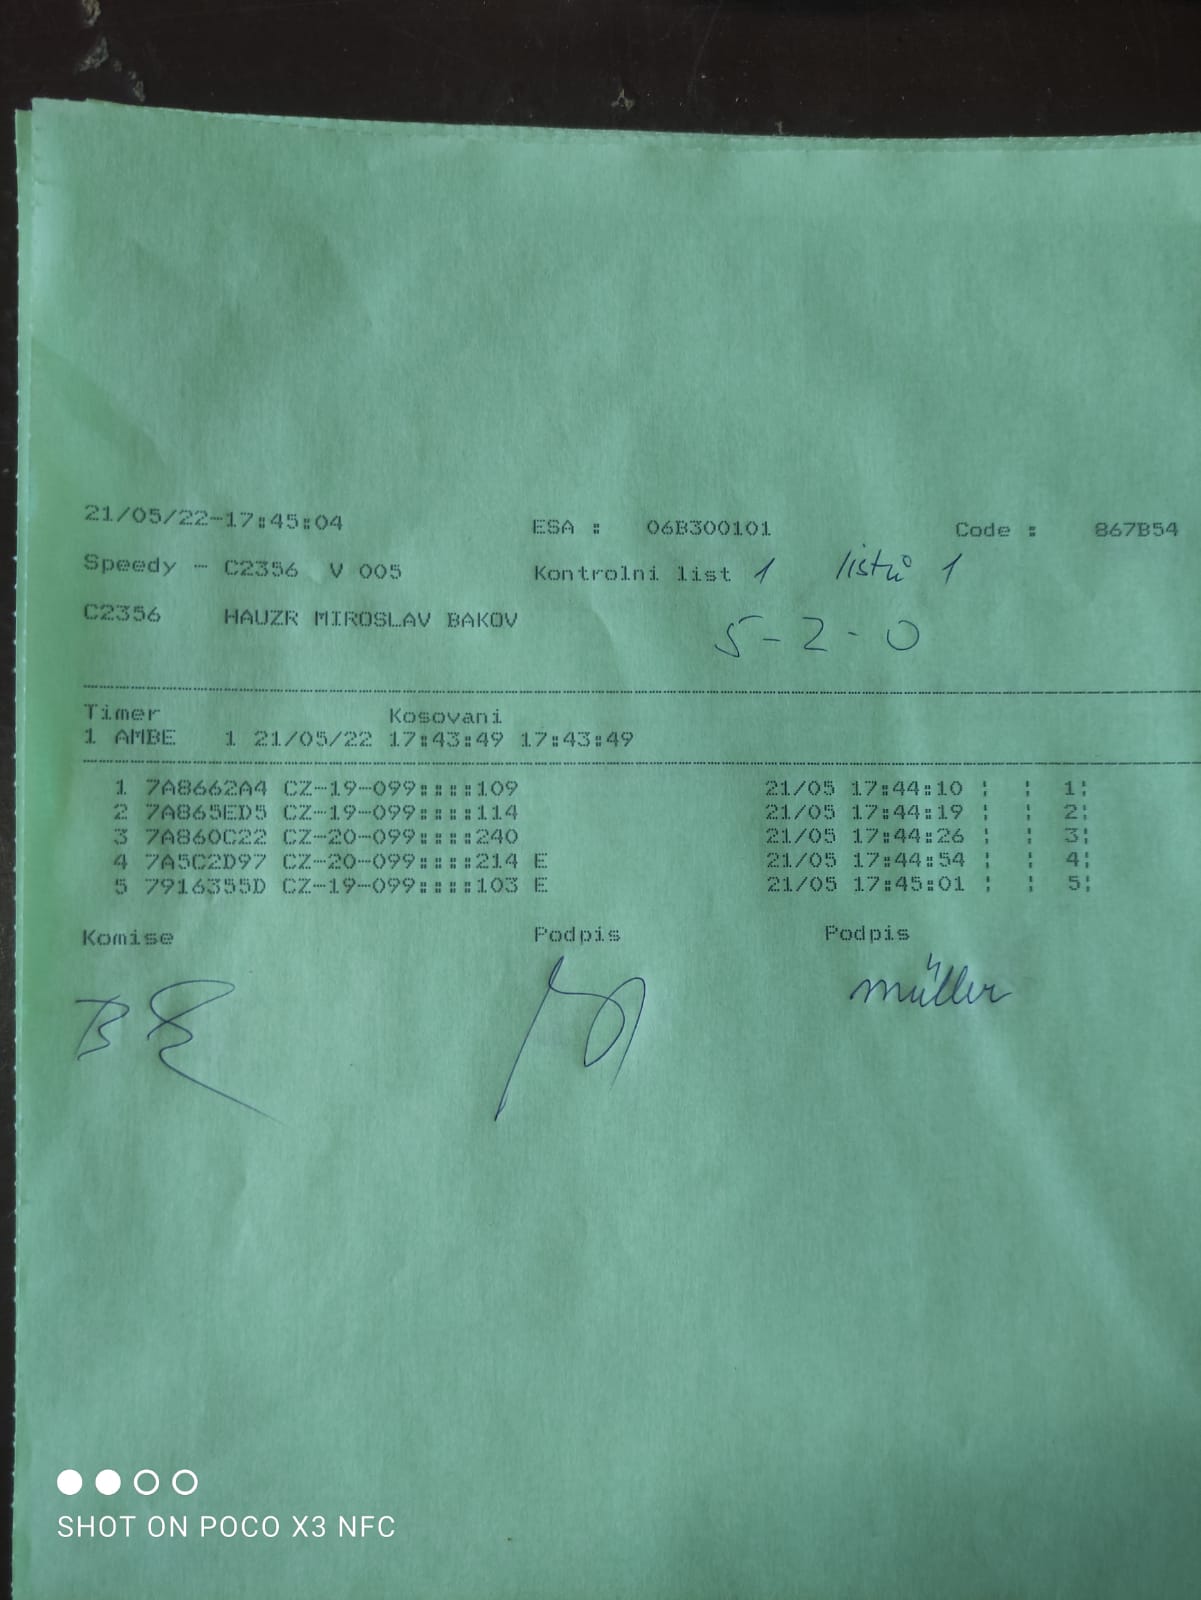 21/05/22-17:45:04 ESA : 06B300101 Code : 867B54
Speedy - C2356 V 005 Kontrolni list 1 listů 1
C2356 HAUZR MIROSLAV BAKOV
5-2-0
Timer Kosovani
1 AMBE 1 21/05/22 17:43:49 17:43:49
1 7A8662A4 CZ-19-099::::109 21/05 17:44:10 ¦ ¦ 1¦
2 7A865ED5 CZ-19-099::::114 21/05 17:44:19 ¦ ¦ 2¦
3 7A860C22 CZ-20-099::::240 21/05 17:44:26 ¦ ¦ 3¦
4 7A5C2D97 CZ-20-099::::214 E 21/05 17:44:54 ¦ ¦ 4¦
5 7916355D CZ-19-099::::103 E 21/05 17:45:01 ¦ ¦ 5¦
Komise Podpis Podpis
müller
SHOT ON POCO X3 NFC